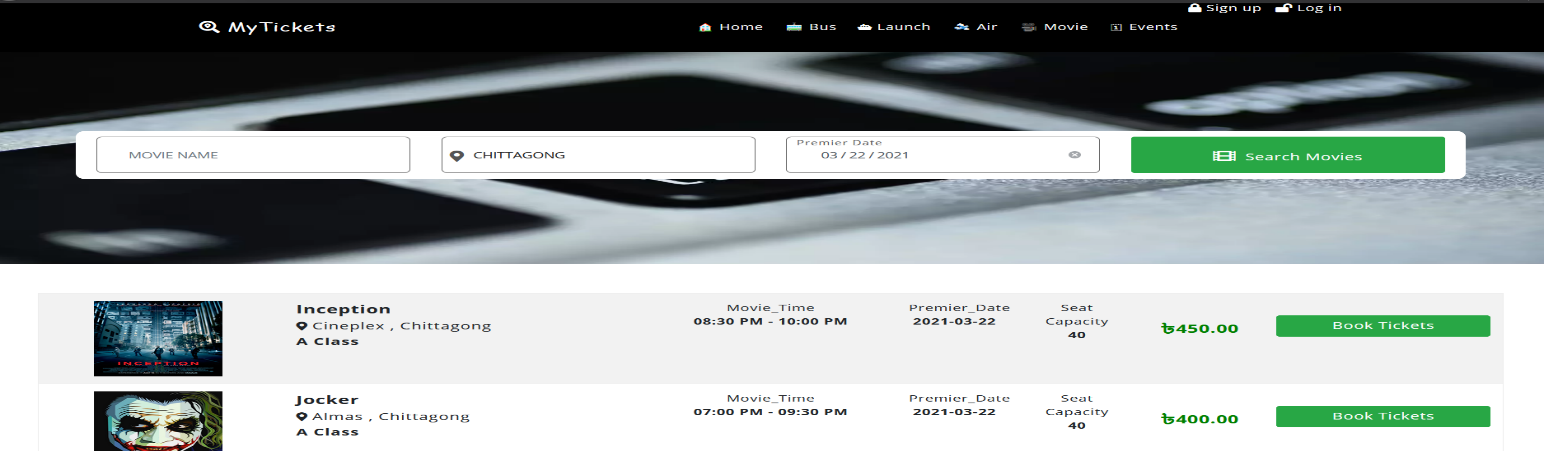 Sign up Log in
MyTickets Home Bus Launch Air Movie Events
MOVIE NAME
CHITTAGONG
Premier Date
03 / 22 / 2021
Search Movies
Inception
Cineplex , Chittagong
A Class
Movie_Time
08:30 PM - 10:00 PM
Premier_Date
2021-03-22
Seat
Capacity
40
৳450.00
Book Tickets
INCEPTION
Jocker
Almas , Chittagong
A Class
Movie_Time
07:00 PM - 09:30 PM
Premier_Date
2021-03-22
Seat
Capacity
40
৳400.00
Book Tickets